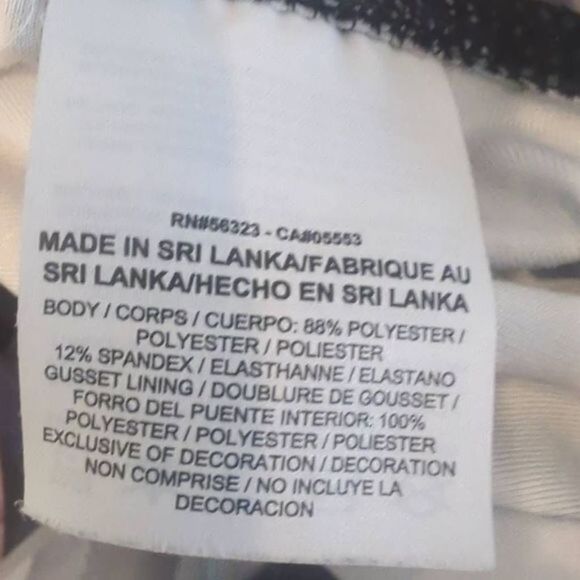 RN#56323 - CA#05553
MADE IN SRI LANKA/FABRIQUE AU
SRI LANKA/HECHO EN SRI LANKA
BODY / CORPS / CUERPO: 88% POLYESTER /
POLYESTER / POLIESTER
12% SPANDEX / ELASTHANNE / ELASTANO
GUSSET LINING / DOUBLURE DE GOUSSET /
FORRO DEL PUENTE INTERIOR: 100%
POLYESTER / POLYESTER / POLIESTER
EXCLUSIVE OF DECORATION / DECORATION
NON COMPRISE / NO INCLUYE LA
DECORACION